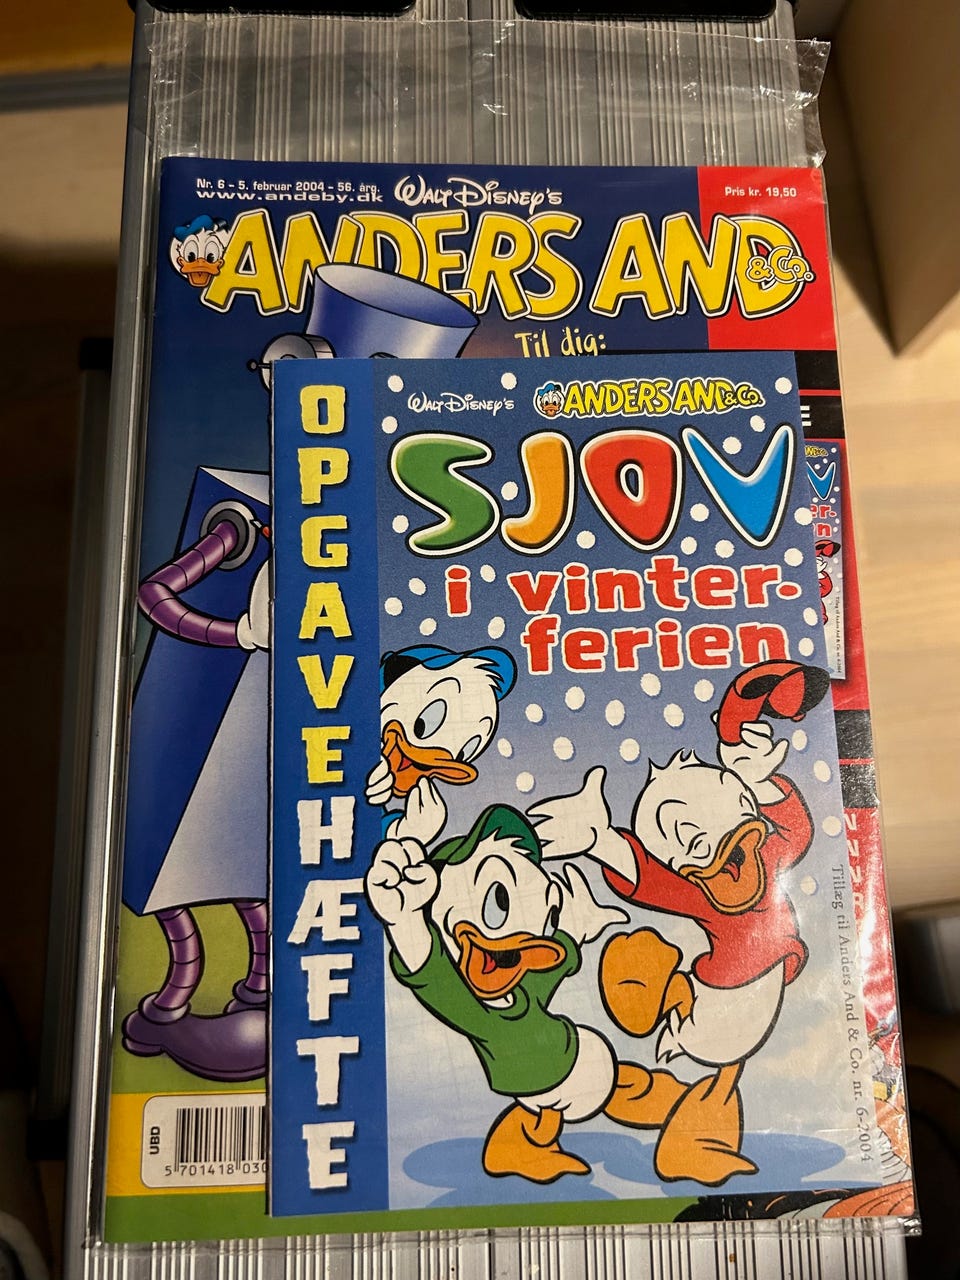 Nr. 6 - 5. februar 2004 - 56. årg.
www.andeby.dk
WALT DISNEY'S
Pris kr. 19,50
ANDERS AND & Co.
Til dig:
OPGAVEHÆFTE
WALT DISNEY'S
ANDERS AND & Co.
SJOV
i vinter-
ferien
Tillæg til Anders And & Co. nr. 6-2004
UBD
5 701418 030